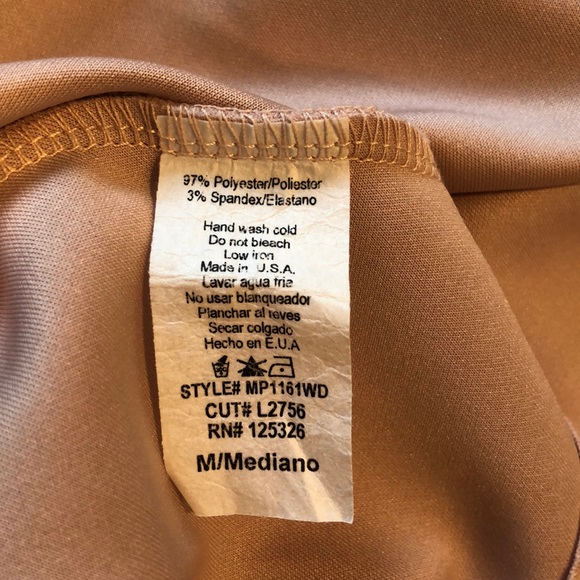 97% Polyester/Poliester
3% Spandex/Elastano
Hand wash cold
Do not bleach
Low iron
Made in U.S.A.
Lavar agua fria
No usar blanqueador
Planchar al reves
Secar colgado
Hecho en E.U.A
STYLE# MP1161WD
CUT# L2756
RN# 125326
M/Mediano